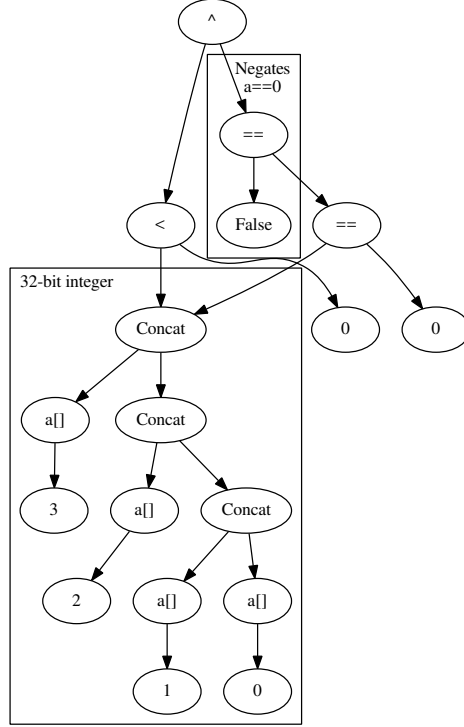 ^
Negates
a==0
==
<
False
==
32-bit integer
Concat
0
0
a[]
Concat
3
a[]
Concat
2
a[]
a[]
1
0